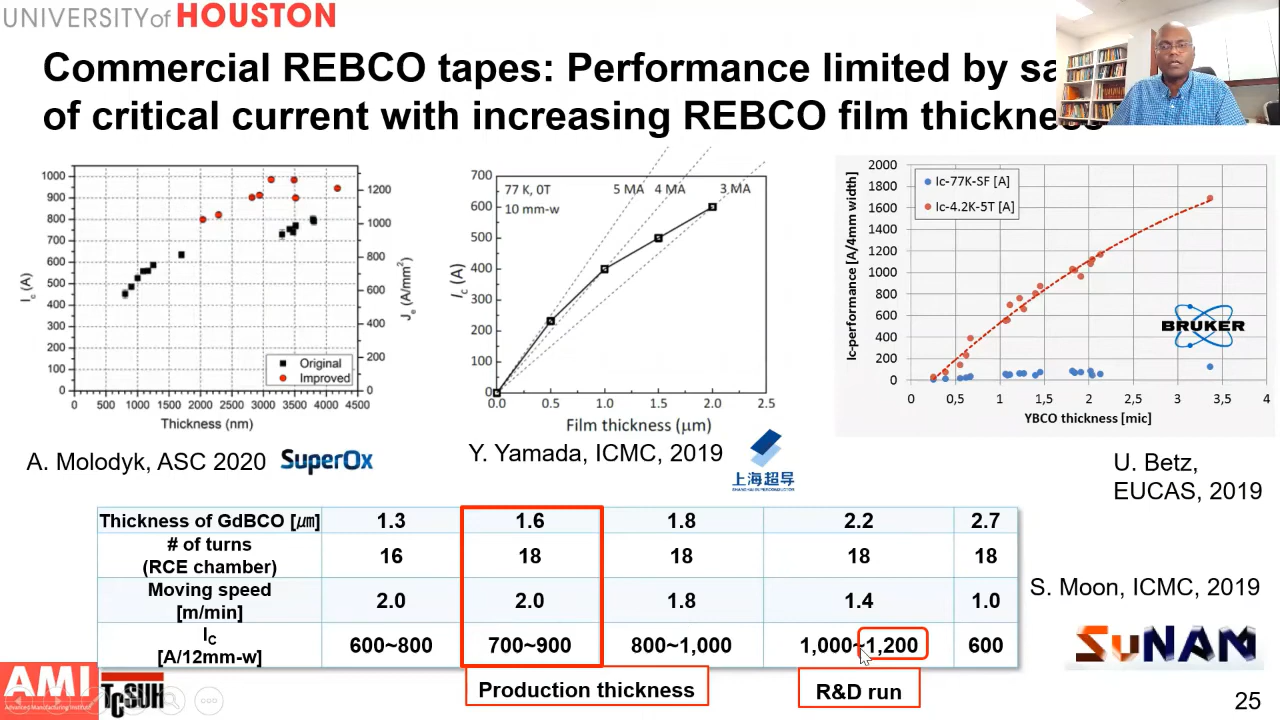 UNIVERSITY of HOUSTON
Commercial REBCO tapes: Performance limited by sa
of critical current with increasing REBCO film thickness
1000
900
800
700
600
500
400
300
200
100
0
Ic (A)
1200
1000
800
600
400
200
0
Je (A/mm²)
Original
Improved
0 500 1000 1500 2000 2500 3000 3500 4000 4500
Thickness (nm)
A. Molodyk, ASC 2020
SuperOx
700
600
500
400
300
200
100
0
Ic (A)
77 K, 0T
10 mm-w
5 MA 4 MA 3 MA
0.0 0.5 1.0 1.5 2.0 2.5
Film thickness (μm)
Y. Yamada, ICMC, 2019
上海超导
2000
1800
1600
1400
1200
1000
800
600
400
200
0
Ic-performance [A/4mm width]
Ic-77K-SF [A]
Ic-4.2K-5T [A]
BRUKER
0 0,5 1 1,5 2 2,5 3 3,5 4
YBCO thickness [mic]
U. Betz,
EUCAS, 2019
Thickness of GdBCO [㎛] 1.3 1.6 1.8 2.2 2.7
# of turns
(RCE chamber) 16 18 18 18 18
Moving speed
[m/min] 2.0 2.0 1.8 1.4 1.0
IC
[A/12mm-w] 600~800 700~900 800~1,000 1,000~1,200 600
Production thickness
R&D run
S. Moon, ICMC, 2019
SuNAM
AMI
Advanced Manufacturing Institute
TCSUH
25